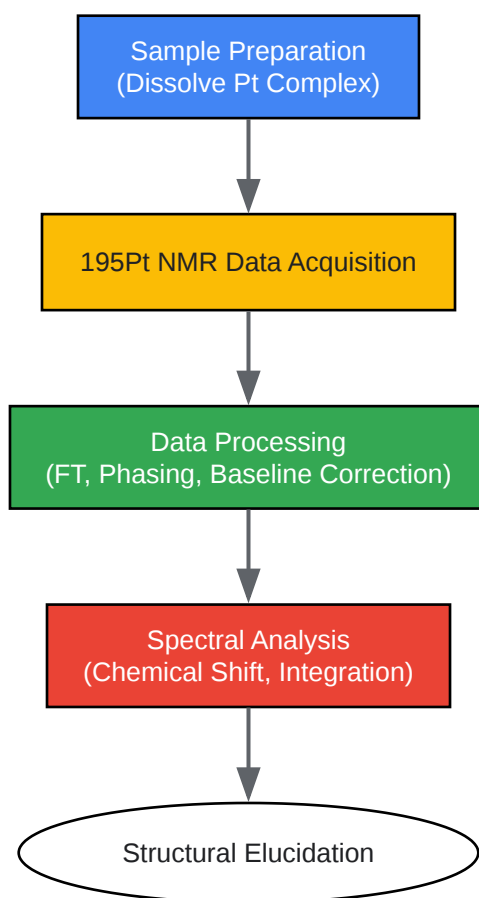 Sample Preparation
(Dissolve Pt Complex)
195Pt NMR Data Acquisition
Data Processing
(FT, Phasing, Baseline Correction)
Spectral Analysis
(Chemical Shift, Integration)
Structural Elucidation